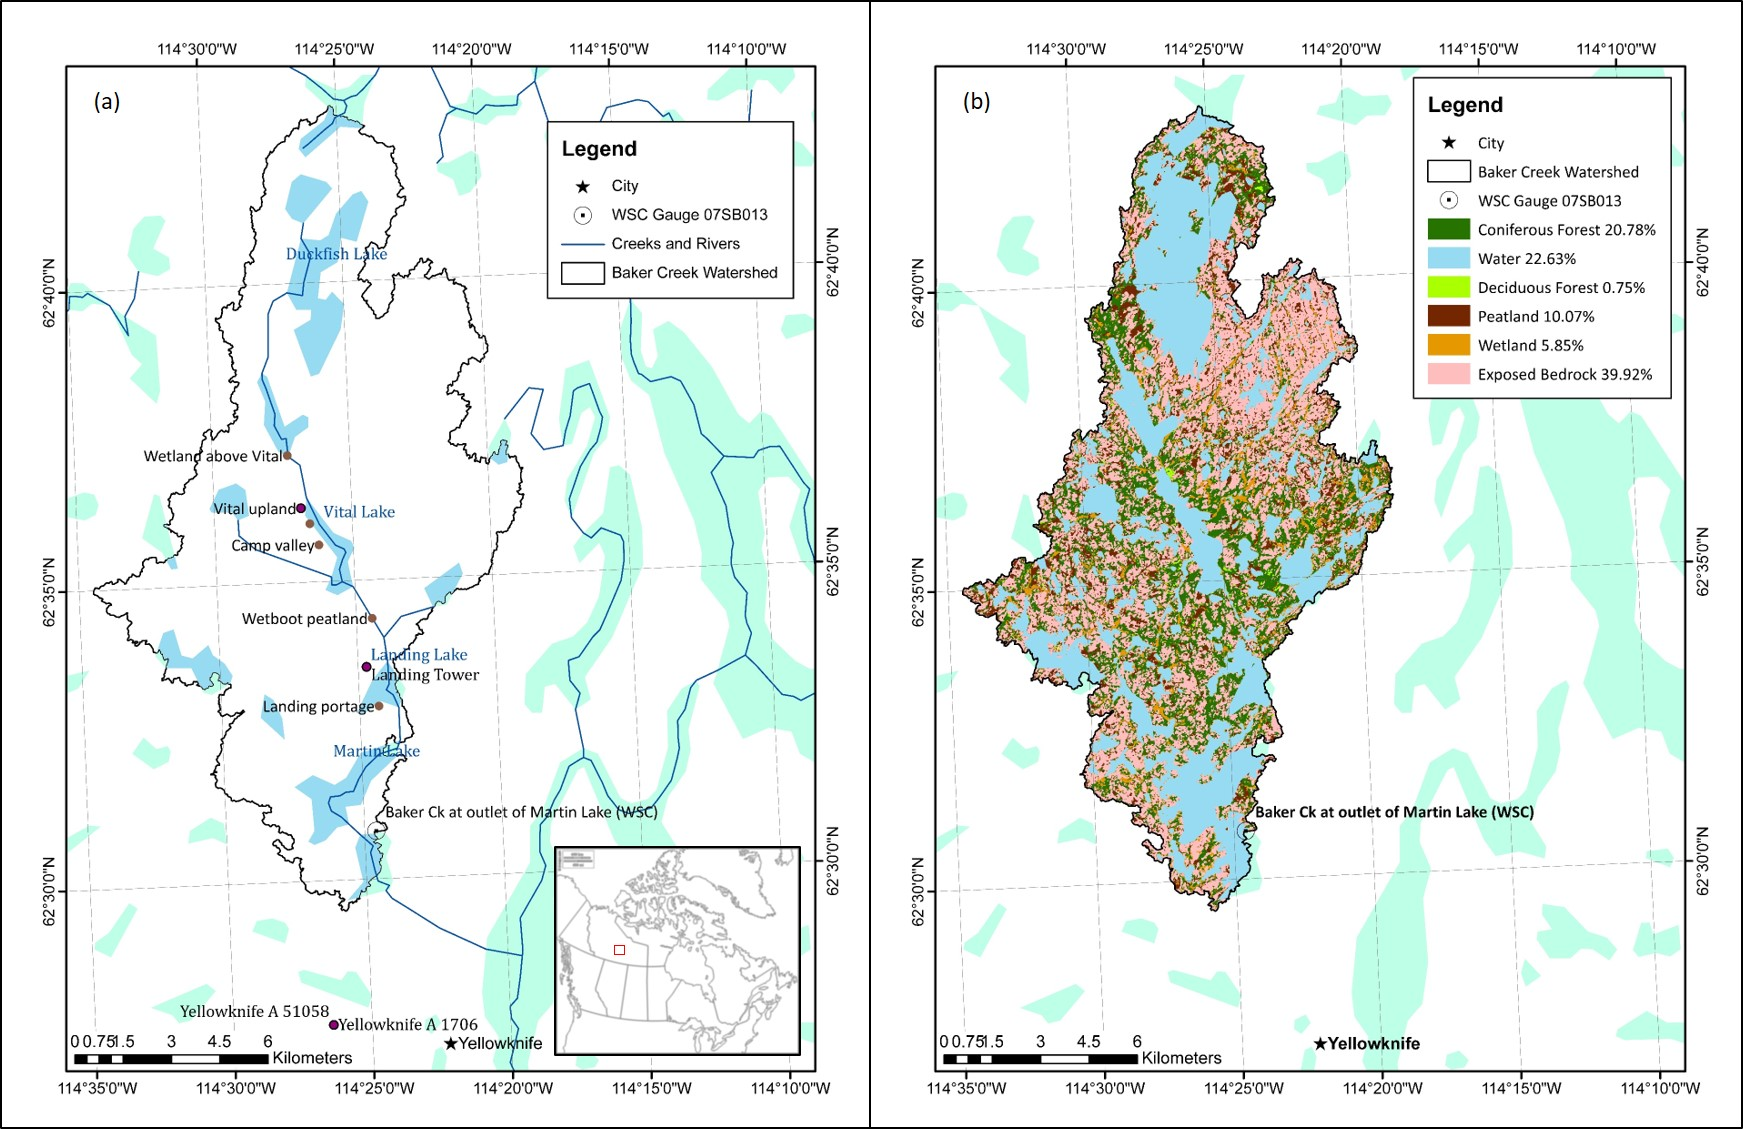 114°30'0"W 114°25'0"W 114°20'0"W 114°15'0"W 114°10'0"W
(a)
Legend
City
WSC Gauge 07SB013
Creeks and Rivers
Baker Creek Watershed
62°40'0"N
62°40'0"N
Duckfish Lake
Wetland above Vital
Vital upland
Vital Lake
Camp valley
62°35'0"N
62°35'0"N
Wetboot peatland
Landing Lake
Landing Tower
Landing portage
Martin Lake
Baker Ck at outlet of Martin Lake (WSC)
62°30'0"N
62°30'0"N
Yellowknife A 51058
Yellowknife A 1706
Yellowknife
0 0.75 1.5 3 4.5 6
Kilometers
114°35'0"W 114°30'0"W 114°25'0"W 114°20'0"W 114°15'0"W 114°10'0"W
114°30'0"W 114°25'0"W 114°20'0"W 114°15'0"W 114°10'0"W
(b)
Legend
City
Baker Creek Watershed
WSC Gauge 07SB013
Coniferous Forest 20.78%
Water 22.63%
Deciduous Forest 0.75%
Peatland 10.07%
Wetland 5.85%
Exposed Bedrock 39.92%
62°40'0"N
62°40'0"N
62°35'0"N
62°35'0"N
Baker Ck at outlet of Martin Lake (WSC)
62°30'0"N
62°30'0"N
Yellowknife
0 0.75 1.5 3 4.5 6
Kilometers
114°35'0"W 114°30'0"W 114°25'0"W 114°20'0"W 114°15'0"W 114°10'0"W